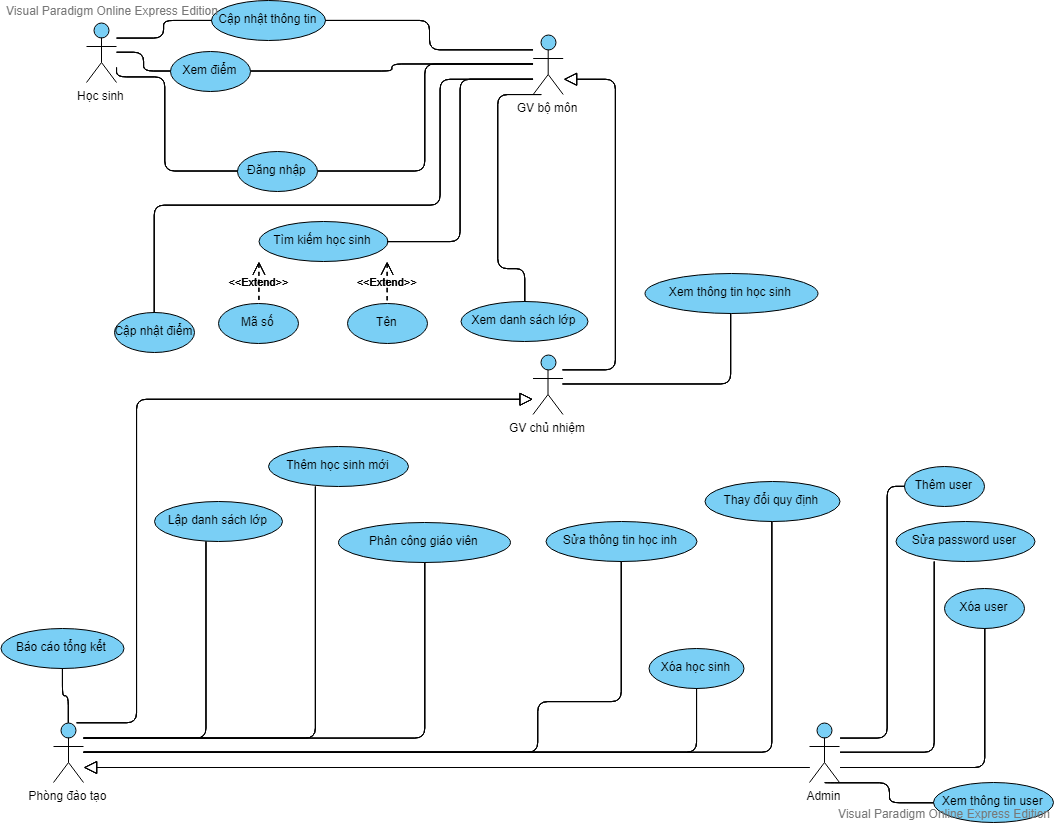 Visual Paradigm Online Express Edition
Cập nhật thông tin
Xem điểm
Học sinh
GV bộ môn
Đăng nhập
Tìm kiếm học sinh
<<Extend>>
<<Extend>>
Cập nhật điểm
Mã số
Tên
Xem danh sách lớp
Xem thông tin học sinh
GV chủ nhiệm
Thêm học sinh mới
Lập danh sách lớp
Phân công giáo viên
Sửa thông tin học inh
Thay đổi quy định
Thêm user
Sửa password user
Xóa user
Báo cáo tổng kết
Xóa học sinh
Phòng đào tạo
Admin
Xem thông tin user
Visual Paradigm Online Express Edition